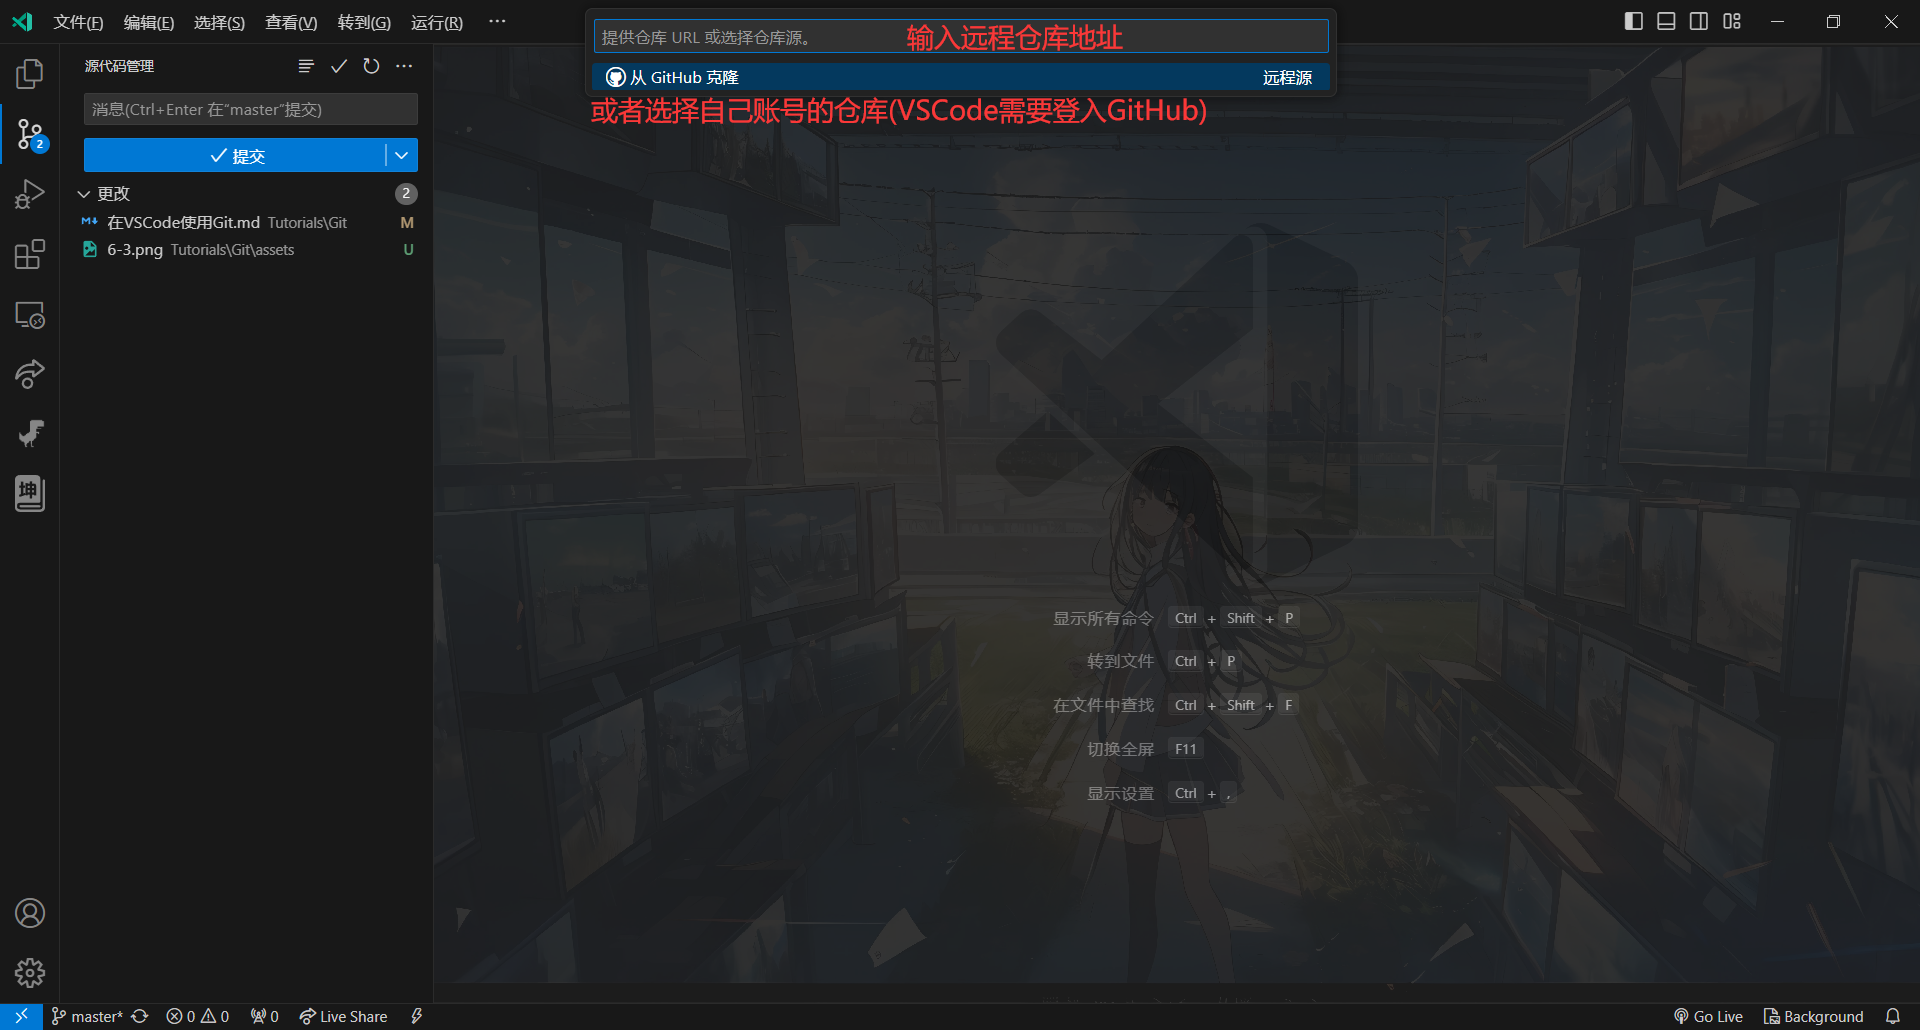 文件(F) 编辑(E) 选择(S) 查看(V) 转到(G) 运行(R) ···
提供仓库 URL 或选择仓库源。 输入远程仓库地址
从 GitHub 克隆 远程源
或者选择自己账号的仓库(VSCode需要登入GitHub)
源代码管理
消息(Ctrl+Enter 在"master"提交)
提交
更改 2
在VSCode使用Git.md Tutorials\Git M
6-3.png Tutorials\Git\assets U
2
坤
显示所有命令 Ctrl + Shift + P
转到文件 Ctrl + P
在文件中查找 Ctrl + Shift + F
切换全屏 F11
显示设置 Ctrl + ,
master* 0 0 0 Live Share Go Live Background